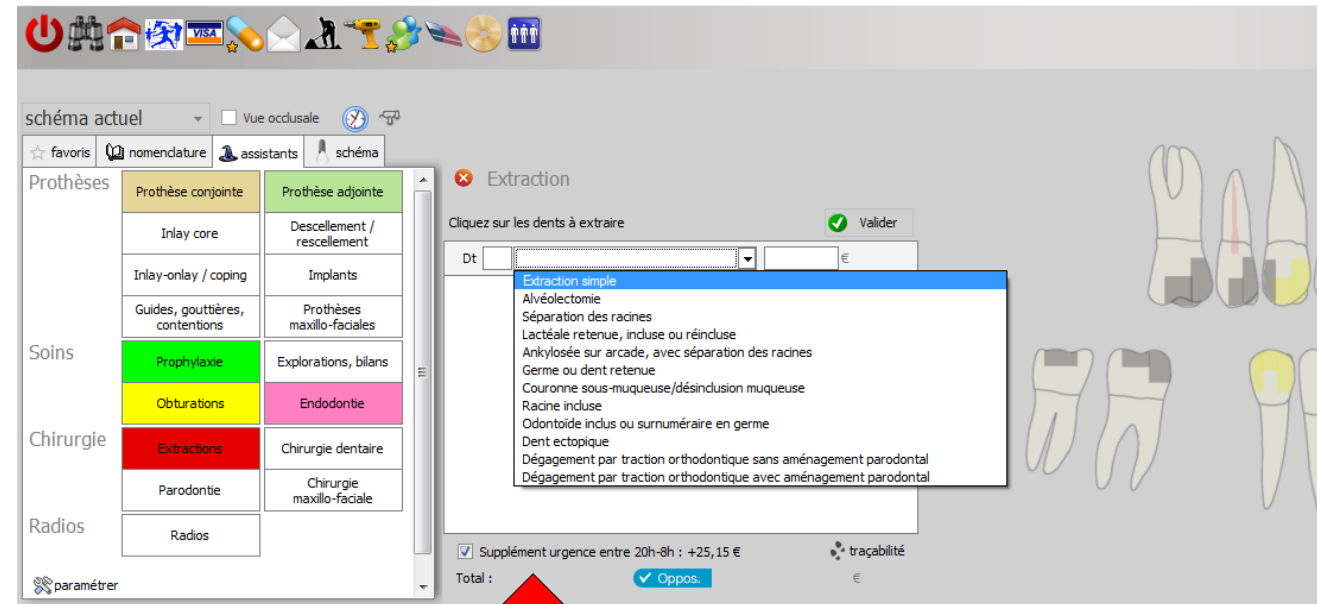 VISA
schéma actuel
Vue occlusale
favoris
nomenclature
assistants
schéma
Prothèses
Prothèse conjointe
Prothèse adjointe
Inlay core
Descellement /
rescellement
Inlay-onlay / coping
Implants
Guides, gouttières,
contentions
Prothèses
maxillo-faciales
Soins
Prophylaxie
Explorations, bilans
Obturations
Endodontie
Chirurgie
Extractions
Chirurgie dentaire
Parodontie
Chirurgie
maxillo-faciale
Radios
Radios
paramétrer
Extraction
Cliquez sur les dents à extraire
Valider
Dt
€
Extraction simple
Alvéolectomie
Séparation des racines
Lactéale retenue, incluse ou réincluse
Ankylosée sur arcade, avec séparation des racines
Germe ou dent retenue
Couronne sous-muqueuse/désinclusion muqueuse
Racine incluse
Odontoïde inclus ou surnuméraire en germe
Dent ectopique
Dégagement par traction orthodontique sans aménagement parodontal
Dégagement par traction orthodontique avec aménagement parodontal
Supplément urgence entre 20h-8h : +25,15 €
traçabilité
Total :
Oppos.
€